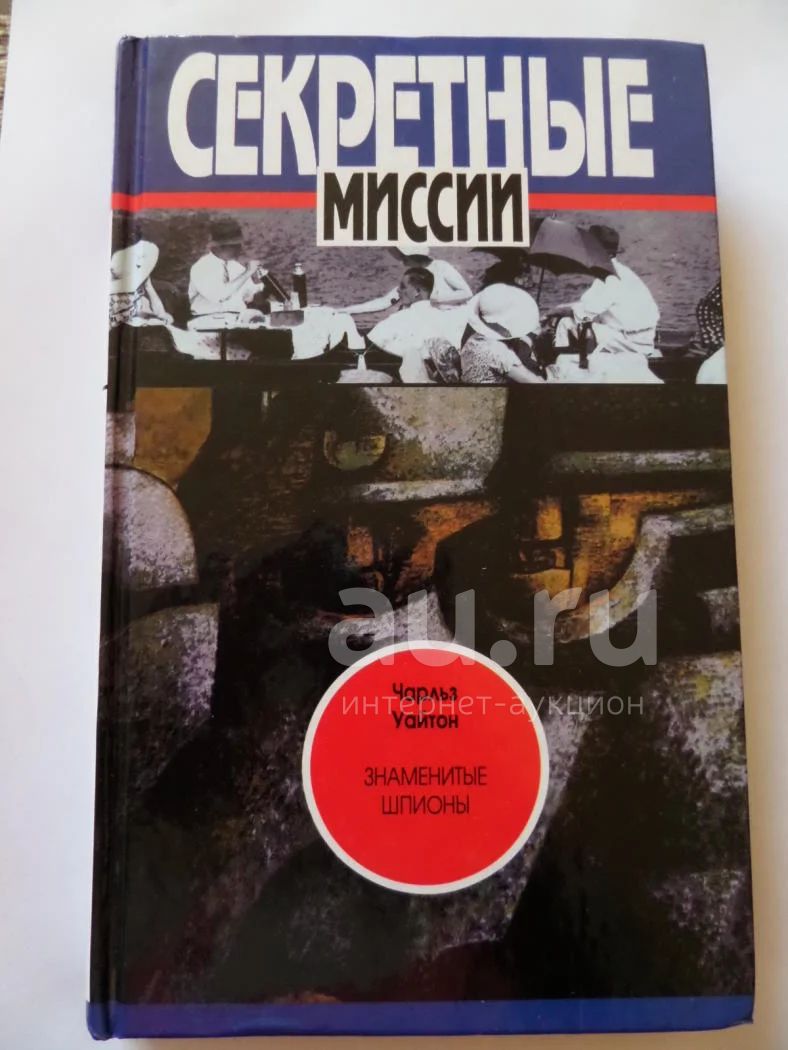 СЕКРЕТНЫЕ
МИССИИ
au.ru
интернет-аукцион
Чарльз
Уайтон
ЗНАМЕНИТЫЕ
ШПИОНЫ